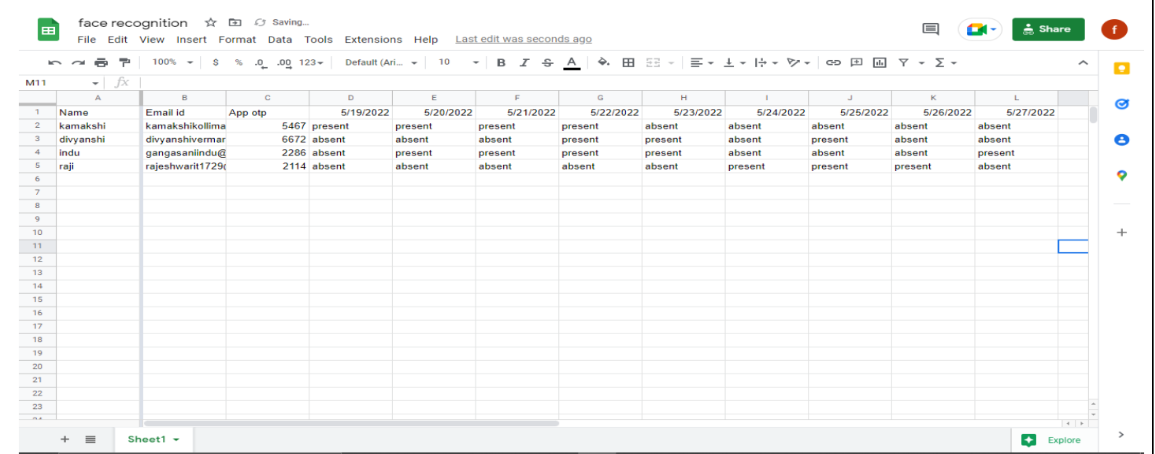 face recognition Saving...
File Edit View Insert Format Data Tools Extensions Help Last edit was seconds ago
Share f
100% $ % .0 .00 123 Default (Ari... 10 B I S A
M11 fx
A B C D E F G H I J K L
1 Name Email id App otp 5/19/2022 5/20/2022 5/21/2022 5/22/2022 5/23/2022 5/24/2022 5/25/2022 5/26/2022 5/27/2022
2 kamakshi kamakshikollima 5467 present present present present absent absent absent absent absent
3 divyanshi divyanshivermar 6672 absent absent absent present present absent absent absent absent
4 indu gangasaniindu@ 2286 absent present present present present absent absent absent present
5 raji rajeshwarit1729@ 2114 absent absent absent absent absent present present present absent
6
7
8
9
10
11
12
13
14
15
16
17
18
19
20
21
22
23
Sheet1 Explore